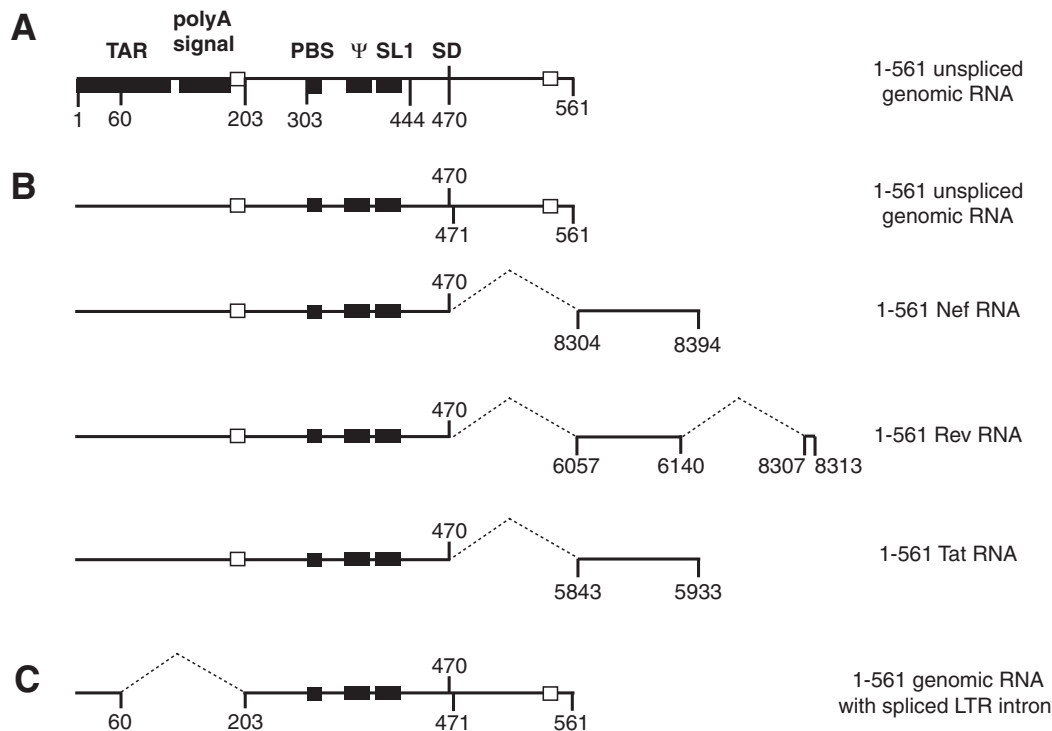 A
TAR
polyA
signal
PBS Ψ SL1 SD
1 60 203 303 444 470 561
1-561 unspliced
genomic RNA
B
470
471 561
1-561 unspliced
genomic RNA
470
8304 8394
1-561 Nef RNA
470
6057 6140 8307 8313
1-561 Rev RNA
470
5843 5933
1-561 Tat RNA
C
470
60 203 471 561
1-561 genomic RNA
with spliced LTR intron